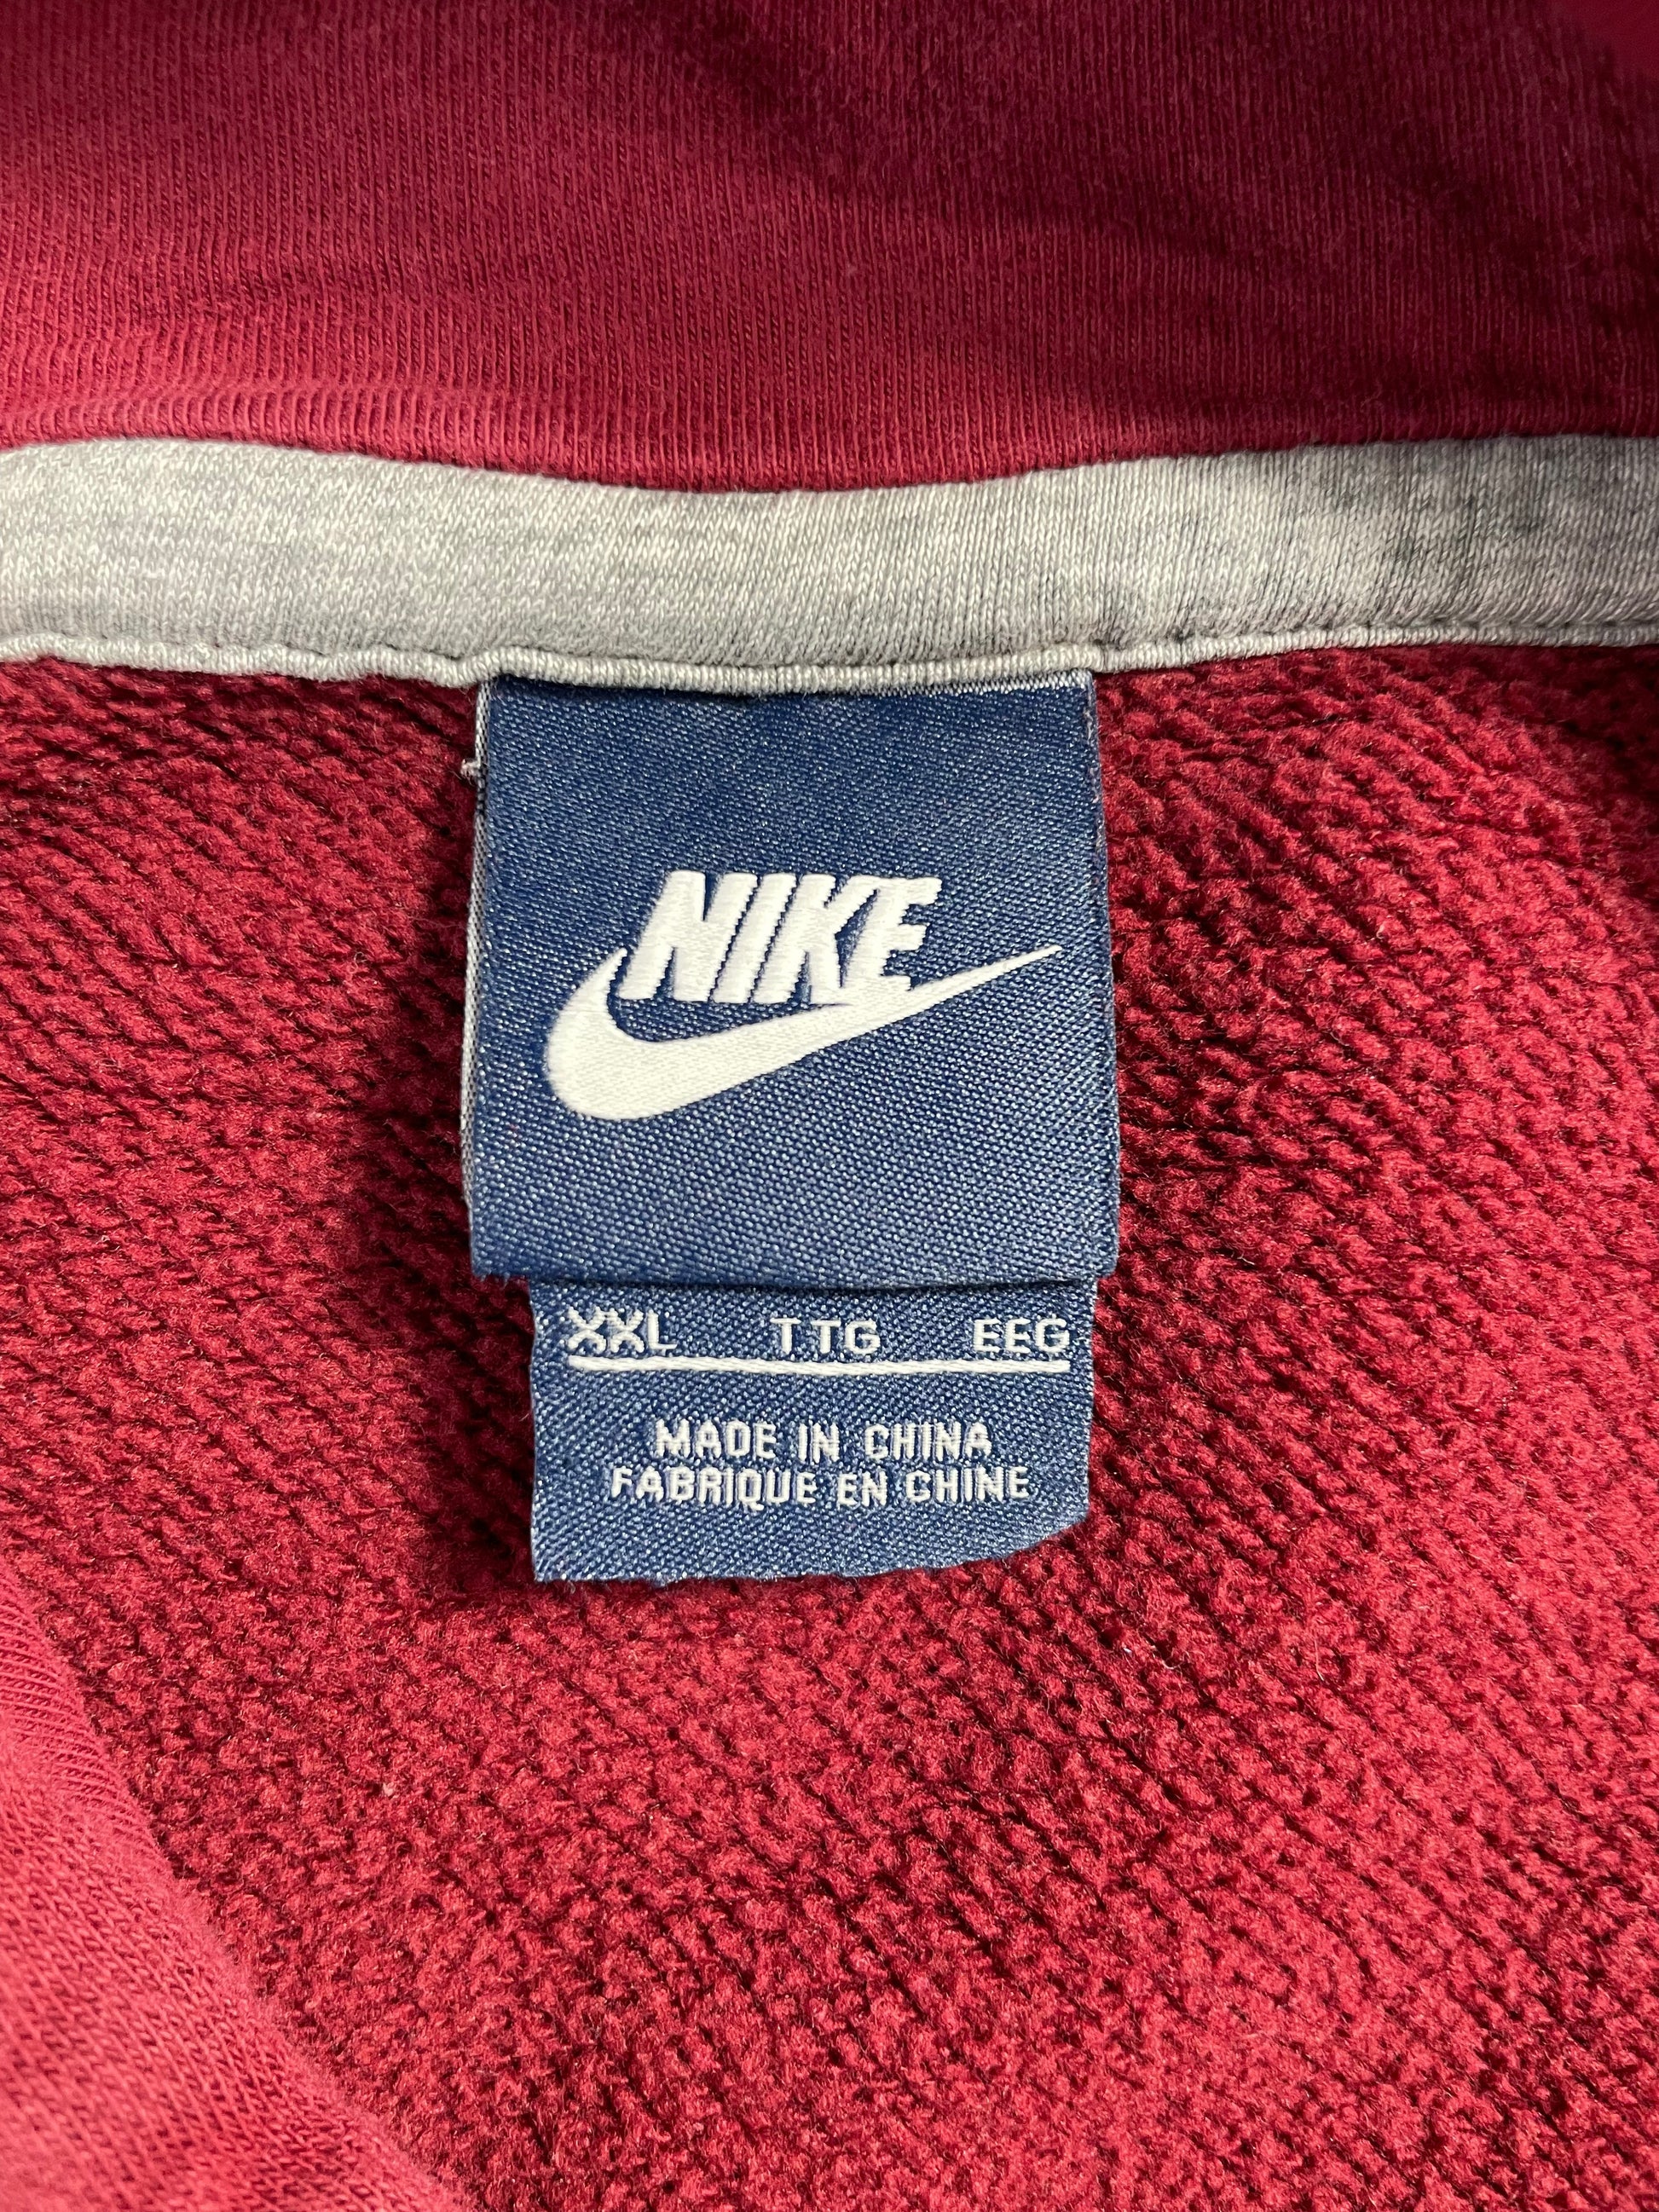 NIKE
XXL TTG EEG
MADE IN CHINA
FABRIQUE EN CHINE